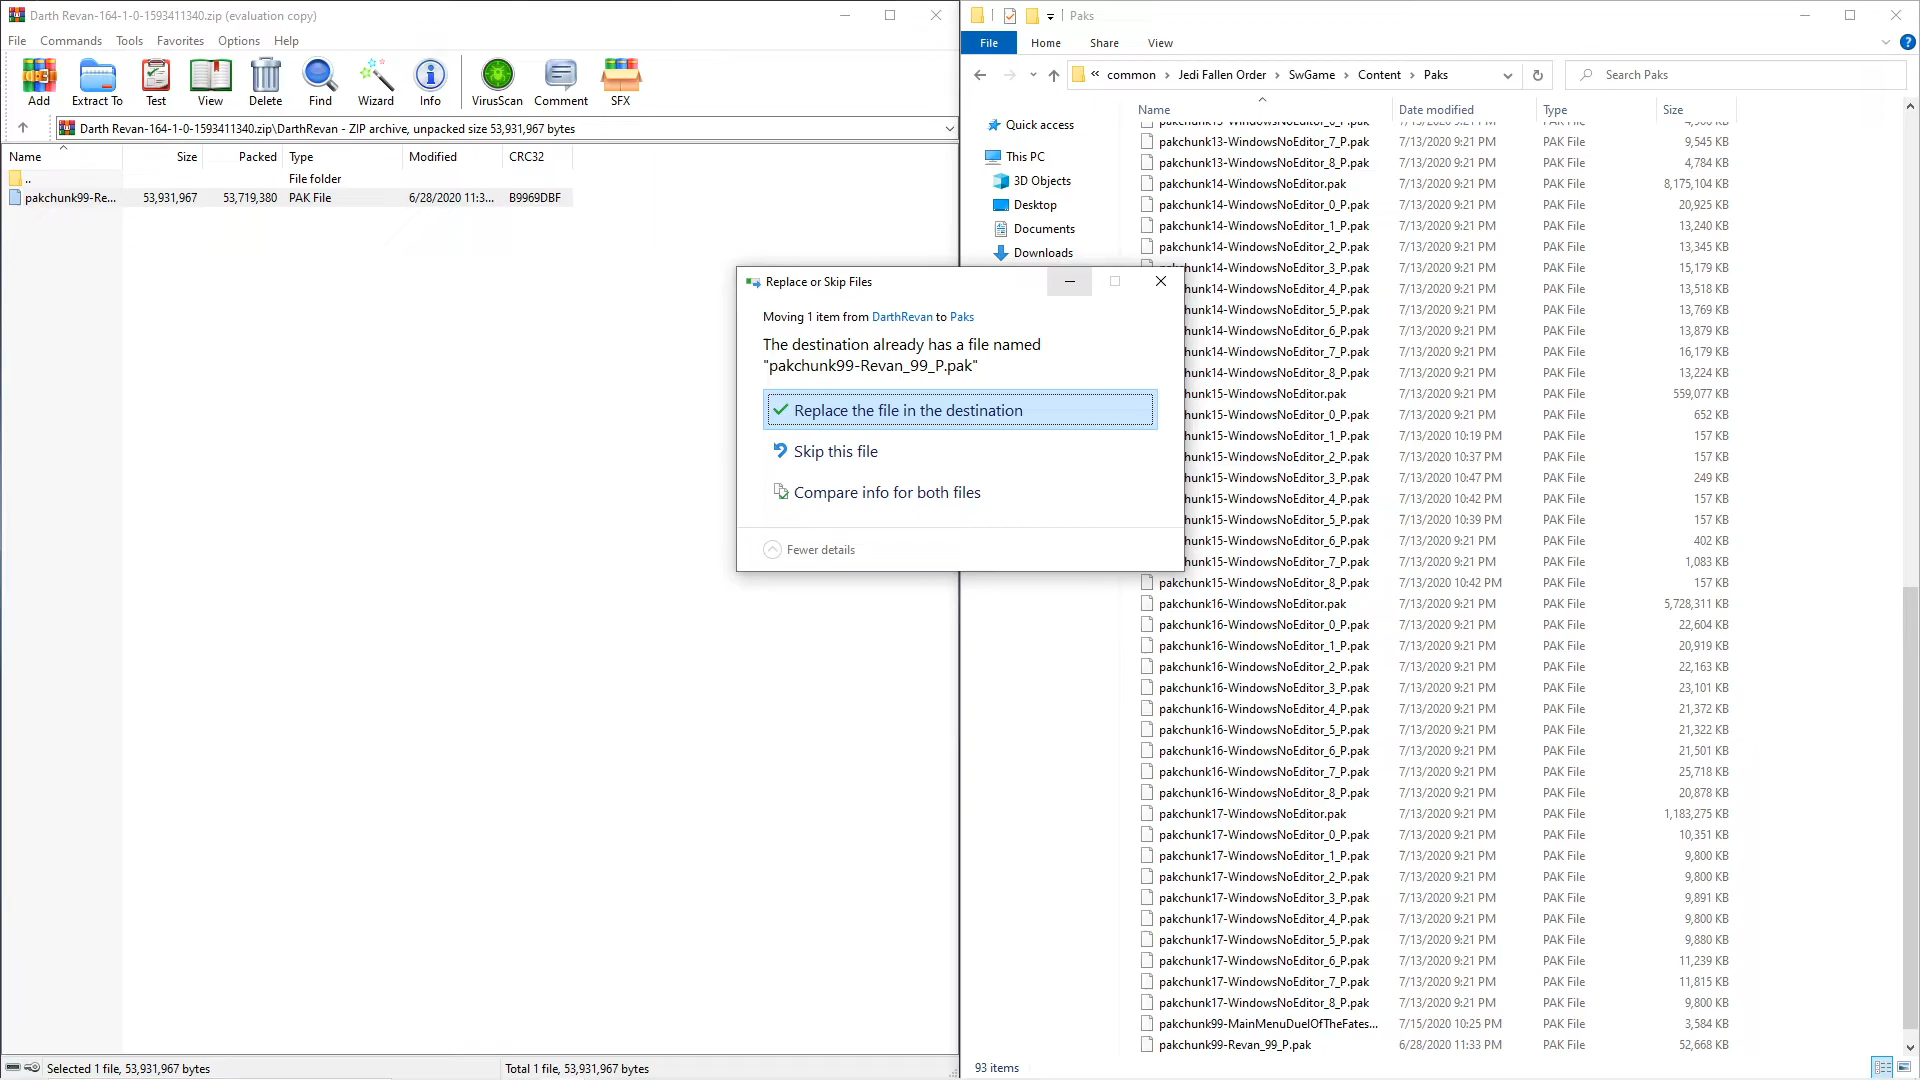 Darth Revan-164-1-0-1593411340.zip (evaluation copy)
File Commands Tools Favorites Options Help
Add Extract To Test View Delete Find Wizard Info VirusScan Comment SFX
Darth Revan-164-1-0-1593411340.zip\DarthRevan - ZIP archive, unpacked size 53,931,967 bytes
Name Size Packed Type Modified CRC32
.. File folder
pakchunk99-Re... 53,931,967 53,719,380 PAK File 6/28/2020 11:3... B9969DBF
Selected 1 file, 53,931,967 bytes
Total 1 file, 53,931,967 bytes
Replace or Skip Files
Moving 1 item from DarthRevan to Paks
The destination already has a file named
"pakchunk99-Revan_99_P.pak"
Replace the file in the destination
Skip this file
Compare info for both files
Fewer details
Paks
File Home Share View
« common › Jedi Fallen Order › SwGame › Content › Paks
Search Paks
Quick access
This PC
3D Objects
Desktop
Documents
Downloads
Name Date modified Type Size
pakchunk13-WindowsNoEditor_6_P.pak 7/13/2020 9:21 PM PAK File
pakchunk13-WindowsNoEditor_7_P.pak 7/13/2020 9:21 PM PAK File 9,545 KB
pakchunk13-WindowsNoEditor_8_P.pak 7/13/2020 9:21 PM PAK File 4,784 KB
pakchunk14-WindowsNoEditor.pak 7/13/2020 9:21 PM PAK File 8,175,104 KB
pakchunk14-WindowsNoEditor_0_P.pak 7/13/2020 9:21 PM PAK File 20,925 KB
pakchunk14-WindowsNoEditor_1_P.pak 7/13/2020 9:21 PM PAK File 13,240 KB
pakchunk14-WindowsNoEditor_2_P.pak 7/13/2020 9:21 PM PAK File 13,345 KB
hunk14-WindowsNoEditor_3_P.pak 7/13/2020 9:21 PM PAK File 15,179 KB
hunk14-WindowsNoEditor_4_P.pak 7/13/2020 9:21 PM PAK File 13,518 KB
hunk14-WindowsNoEditor_5_P.pak 7/13/2020 9:21 PM PAK File 13,769 KB
hunk14-WindowsNoEditor_6_P.pak 7/13/2020 9:21 PM PAK File 13,879 KB
hunk14-WindowsNoEditor_7_P.pak 7/13/2020 9:21 PM PAK File 16,179 KB
hunk14-WindowsNoEditor_8_P.pak 7/13/2020 9:21 PM PAK File 13,224 KB
hunk15-WindowsNoEditor.pak 7/13/2020 9:21 PM PAK File 559,077 KB
hunk15-WindowsNoEditor_0_P.pak 7/13/2020 9:21 PM PAK File 652 KB
hunk15-WindowsNoEditor_1_P.pak 7/13/2020 10:19 PM PAK File 157 KB
hunk15-WindowsNoEditor_2_P.pak 7/13/2020 10:37 PM PAK File 157 KB
hunk15-WindowsNoEditor_3_P.pak 7/13/2020 10:47 PM PAK File 249 KB
hunk15-WindowsNoEditor_4_P.pak 7/13/2020 10:42 PM PAK File 157 KB
hunk15-WindowsNoEditor_5_P.pak 7/13/2020 10:39 PM PAK File 157 KB
hunk15-WindowsNoEditor_6_P.pak 7/13/2020 9:21 PM PAK File 402 KB
hunk15-WindowsNoEditor_7_P.pak 7/13/2020 9:21 PM PAK File 1,083 KB
pakchunk15-WindowsNoEditor_8_P.pak 7/13/2020 10:42 PM PAK File 157 KB
pakchunk16-WindowsNoEditor.pak 7/13/2020 9:21 PM PAK File 5,728,311 KB
pakchunk16-WindowsNoEditor_0_P.pak 7/13/2020 9:21 PM PAK File 22,604 KB
pakchunk16-WindowsNoEditor_1_P.pak 7/13/2020 9:21 PM PAK File 20,919 KB
pakchunk16-WindowsNoEditor_2_P.pak 7/13/2020 9:21 PM PAK File 22,163 KB
pakchunk16-WindowsNoEditor_3_P.pak 7/13/2020 9:21 PM PAK File 23,101 KB
pakchunk16-WindowsNoEditor_4_P.pak 7/13/2020 9:21 PM PAK File 21,372 KB
pakchunk16-WindowsNoEditor_5_P.pak 7/13/2020 9:21 PM PAK File 21,322 KB
pakchunk16-WindowsNoEditor_6_P.pak 7/13/2020 9:21 PM PAK File 21,501 KB
pakchunk16-WindowsNoEditor_7_P.pak 7/13/2020 9:21 PM PAK File 25,718 KB
pakchunk16-WindowsNoEditor_8_P.pak 7/13/2020 9:21 PM PAK File 20,878 KB
pakchunk17-WindowsNoEditor.pak 7/13/2020 9:21 PM PAK File 1,183,275 KB
pakchunk17-WindowsNoEditor_0_P.pak 7/13/2020 9:21 PM PAK File 10,351 KB
pakchunk17-WindowsNoEditor_1_P.pak 7/13/2020 9:21 PM PAK File 9,800 KB
pakchunk17-WindowsNoEditor_2_P.pak 7/13/2020 9:21 PM PAK File 9,800 KB
pakchunk17-WindowsNoEditor_3_P.pak 7/13/2020 9:21 PM PAK File 9,891 KB
pakchunk17-WindowsNoEditor_4_P.pak 7/13/2020 9:21 PM PAK File 9,800 KB
pakchunk17-WindowsNoEditor_5_P.pak 7/13/2020 9:21 PM PAK File 9,880 KB
pakchunk17-WindowsNoEditor_6_P.pak 7/13/2020 9:21 PM PAK File 11,239 KB
pakchunk17-WindowsNoEditor_7_P.pak 7/13/2020 9:21 PM PAK File 11,815 KB
pakchunk17-WindowsNoEditor_8_P.pak 7/13/2020 9:21 PM PAK File 9,800 KB
pakchunk99-MainMenuDuelOfTheFates... 7/15/2020 10:25 PM PAK File 3,584 KB
pakchunk99-Revan_99_P.pak 6/28/2020 11:33 PM PAK File 52,668 KB
93 items